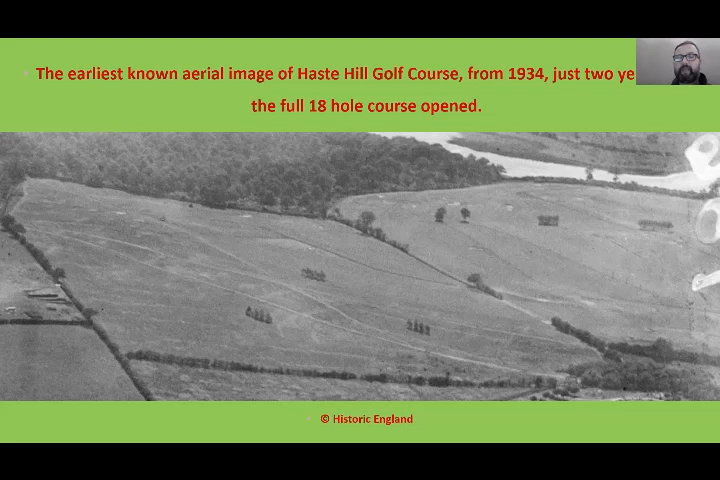 The earliest known aerial image of Haste Hill Golf Course, from 1934, just two
the full 18 hole course opened.
© Historic England